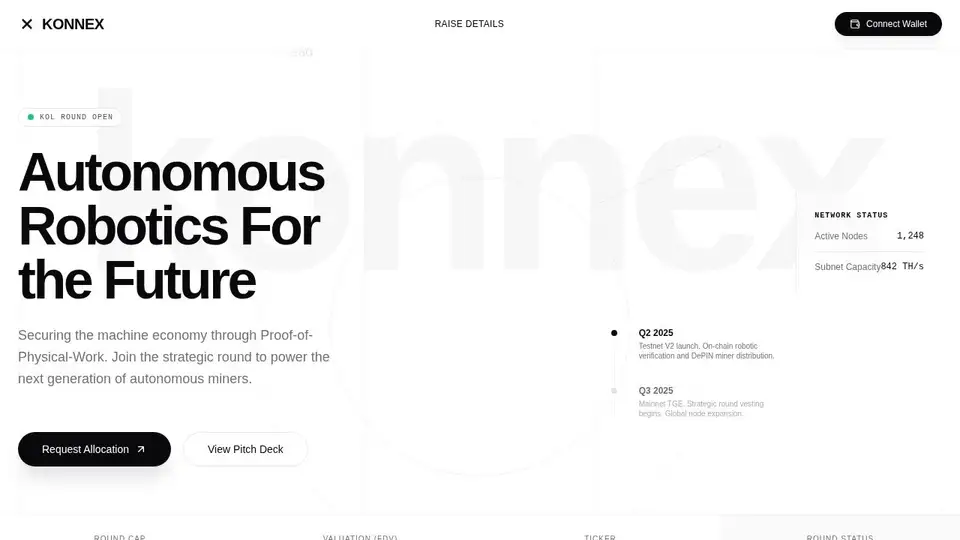 KONNEX
RAISE DETAILS
Connect Wallet
konnex
KOL ROUND OPEN
Autonomous
Robotics For
the Future
Securing the machine economy through Proof-of-
Physical-Work. Join the strategic round to power the
next generation of autonomous miners.
Request Allocation
View Pitch Deck
NETWORK STATUS
Active Nodes 1,248
Subnet Capacity 842 TH/s
Q2 2025
Testnet V2 launch. On-chain robotic
verification and DePIN miner distribution.
Q3 2025
Mainnet TGE. Strategic round vesting
begins. Global node expansion.
ROUND CAP
VALUATION (FDV)
TICKER
ROUND STATUS